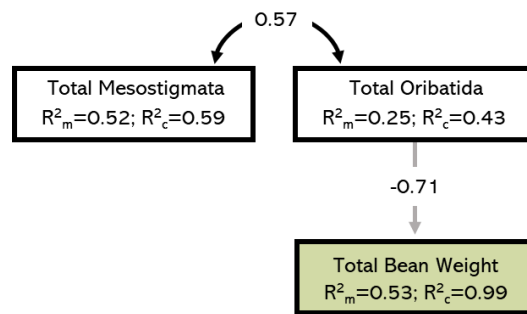 0.57
Total Mesostigmata
R²ₘ=0.52; R²c=0.59
Total Oribatida
R²ₘ=0.25; R²c=0.43
-0.71
Total Bean Weight
R²ₘ=0.53; R²c=0.99